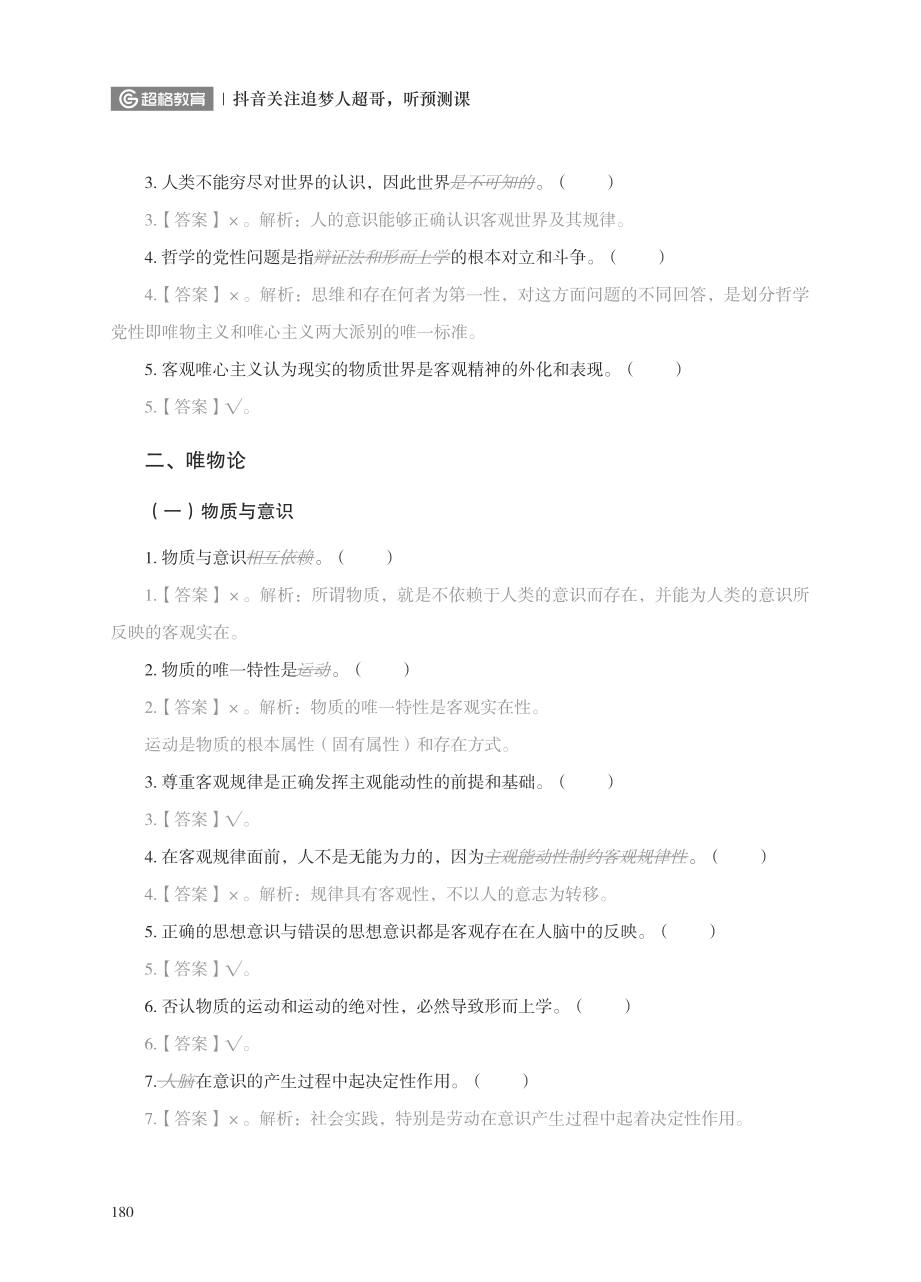 超格教育 | 抖音关注追梦人超哥，听预测课
3. 人类不能穷尽对世界的认识，因此世界是不可知的。（  ）
3.【答案】×。解析：人的意识能够正确认识客观世界及其规律。
4. 哲学的党性问题是指辩证法和形而上学的根本对立和斗争。（  ）
4.【答案】×。解析：思维和存在何者为第一性，对这方面问题的不同回答，是划分哲学
党性即唯物主义和唯心主义两大派别的唯一标准。
5. 客观唯心主义认为现实的物质世界是客观精神的外化和表现。（  ）
5.【答案】√。
二、唯物论
（一）物质与意识
1. 物质与意识相互依赖。（  ）
1.【答案】×。解析：所谓物质，就是不依赖于人类的意识而存在，并能为人类的意识所
反映的客观实在。
2. 物质的唯一特性是运动。（  ）
2.【答案】×。解析：物质的唯一特性是客观实在性。
运动是物质的根本属性（固有属性）和存在方式。
3. 尊重客观规律是正确发挥主观能动性的前提和基础。（  ）
3.【答案】√。
4. 在客观规律面前，人不是无能为力的，因为主观能动性制约客观规律性。（  ）
4.【答案】×。解析：规律具有客观性，不以人的意志为转移。
5. 正确的思想意识与错误的思想意识都是客观存在在人脑中的反映。（  ）
5.【答案】√。
6. 否认物质的运动和运动的绝对性，必然导致形而上学。（  ）
6.【答案】√。
7. 人脑在意识的产生过程中起决定性作用。（  ）
7.【答案】×。解析：社会实践，特别是劳动在意识产生过程中起着决定性作用。
180